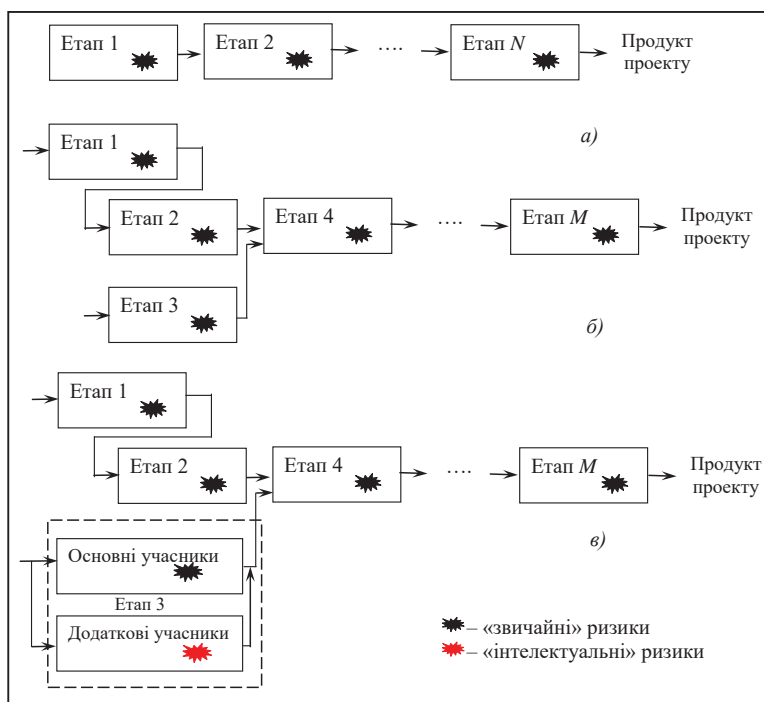 Етап 1
Етап 2
….
Етап N
Продукт
проекту
а)
Етап 1
Етап 2
Етап 4
….
Етап M
Продукт
проекту
Етап 3
б)
Етап 1
Етап 2
Етап 4
….
Етап M
Продукт
проекту
Основні учасники
в)
Етап 3
Додаткові учасники
– «звичайні» ризики
– «інтелектуальні» ризики